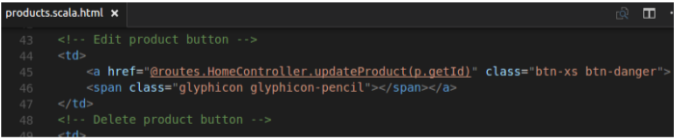 products.scala.html ×
43 <!-- Edit product button -->
44 <td>
45 <a href="@routes.HomeController.updateProduct(p.getId)" class="btn-xs btn-danger">
46 <span class="glyphicon glyphicon-pencil"></span></a>
47 </td>
48 <!-- Delete product button -->
49 <td>